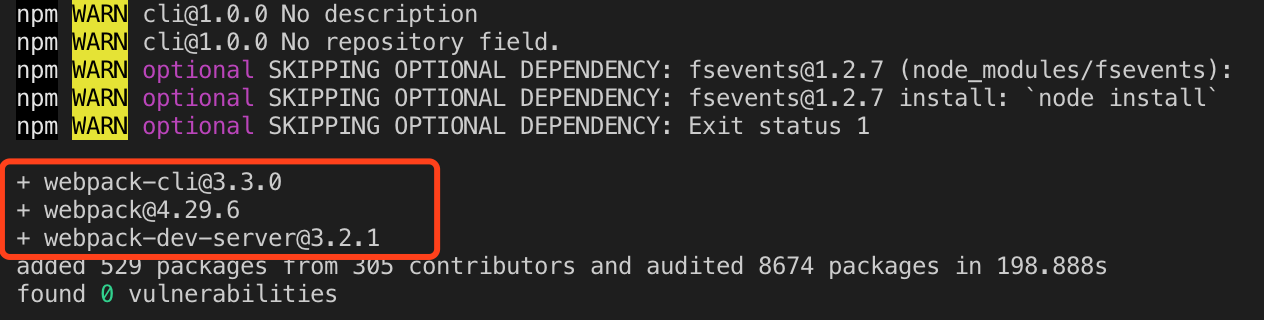 npm WARN cli@1.0.0 No description
npm WARN cli@1.0.0 No repository field.
npm WARN optional SKIPPING OPTIONAL DEPENDENCY: fsevents@1.2.7 (node_modules/fsevents):
npm WARN optional SKIPPING OPTIONAL DEPENDENCY: fsevents@1.2.7 install: `node install`
npm WARN optional SKIPPING OPTIONAL DEPENDENCY: Exit status 1
+ webpack-cli@3.3.0
+ webpack@4.29.6
+ webpack-dev-server@3.2.1
added 529 packages from 305 contributors and audited 8674 packages in 198.888s
found 0 vulnerabilities